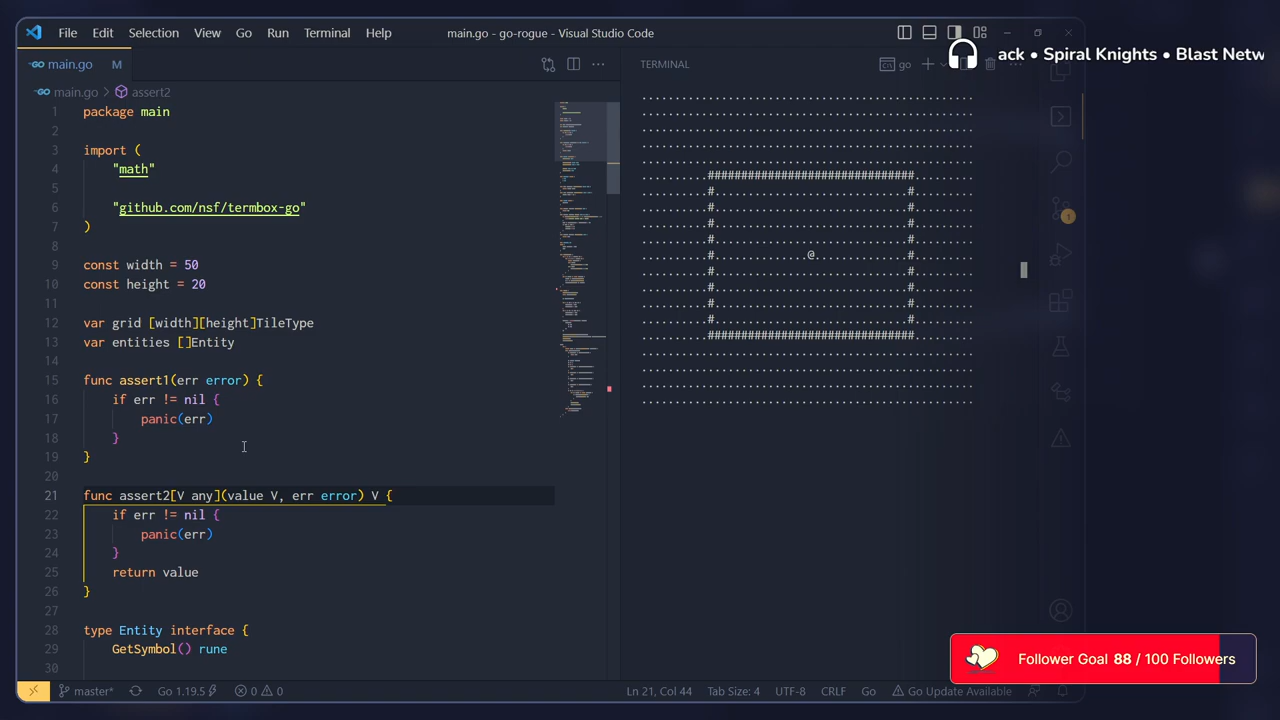 File Edit Selection View Go Run Terminal Help
main.go - go-rogue - Visual Studio Code
ack • Spiral Knights • Blast Netw
main.go M
main.go › assert2
1 package main
2
3 import (
4 "math"
5
6 "github.com/nsf/termbox-go"
7 )
8
9 const width = 50
10 const height = 20
11
12 var grid [width][height]TileType
13 var entities []Entity
14
15 func assert1(err error) {
16 if err != nil {
17 panic(err)
18 }
19 }
20
21 func assert2[V any](value V, err error) V {
22 if err != nil {
23 panic(err)
24 }
25 return value
26 }
27
28 type Entity interface {
29 GetSymbol() rune
30
TERMINAL
go
..................................................
..................................................
..................................................
..................................................
..................................................
..........###############################.........
..........#.............................#.........
..........#.............................#.........
..........#.............................#.........
..........#.............................#.........
..........#..............@..............#.........
..........#.............................#.........
..........#.............................#.........
..........#.............................#.........
..........#.............................#.........
..........###############################.........
..................................................
..................................................
..................................................
..................................................
1
Follower Goal 88 / 100 Followers
master* Go 1.19.5 0 0 Ln 21, Col 44 Tab Size: 4 UTF-8 CRLF Go Go Update Available